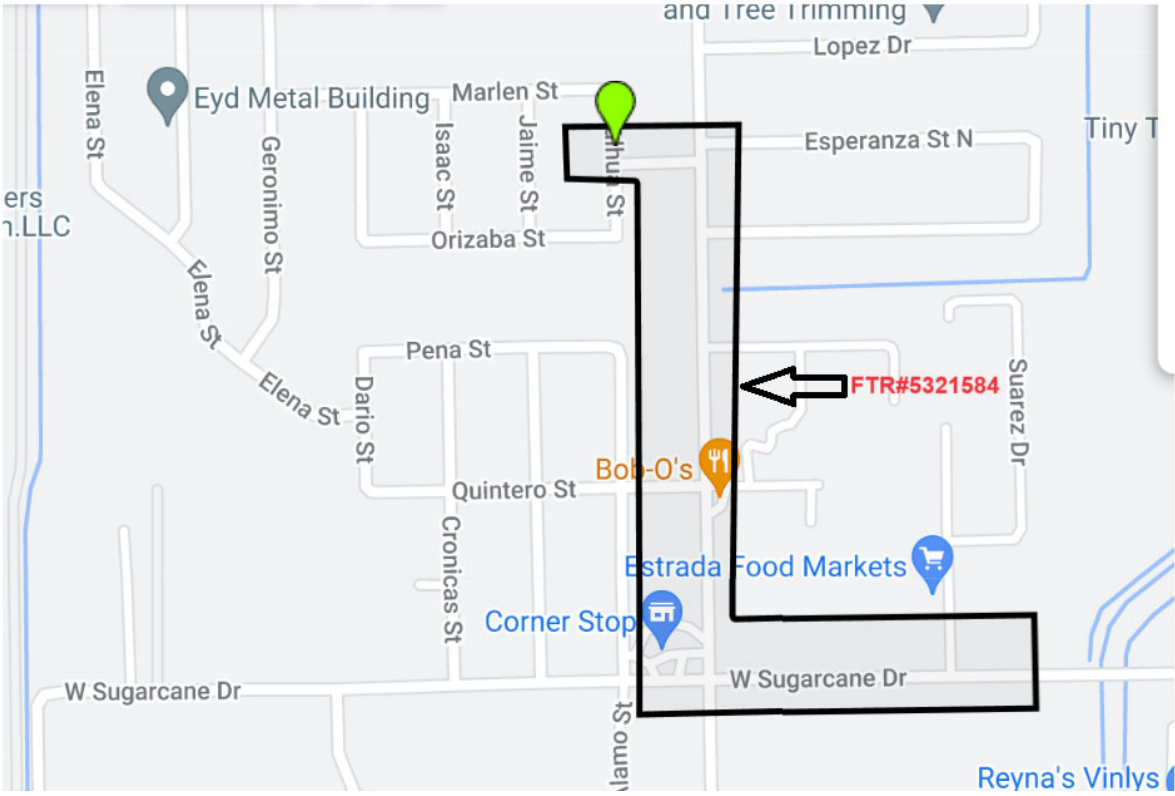 and Tree Trimming
Lopez Dr
Elena St
Eyd Metal Building
Marlen St
Isaac St
Jaime St
Geronimo St
Esperanza St N
Tiny T
ers
n.LLC
Orizaba St
Elena St
Pena St
Elena St
Dario St
FTR#5321584
Suarez Dr
Bob-O's
Quintero St
Cronicas St
Estrada Food Markets
Corner Stop
W Sugarcane Dr
W Sugarcane Dr
Alamo St
Reyna's Vinlys